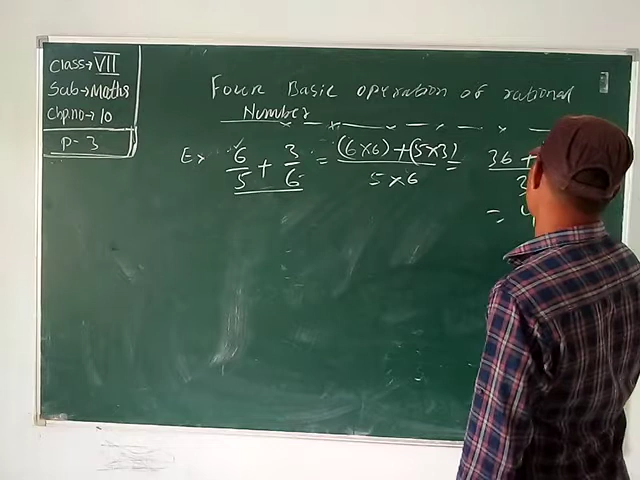 Class→VII
Sub→Maths
Chp.no→10
P-3
Four Basic operation of rational
Number
Ex 6/5 + 3/6 = (6×6)+(5×3)/5×6 = 36+
=